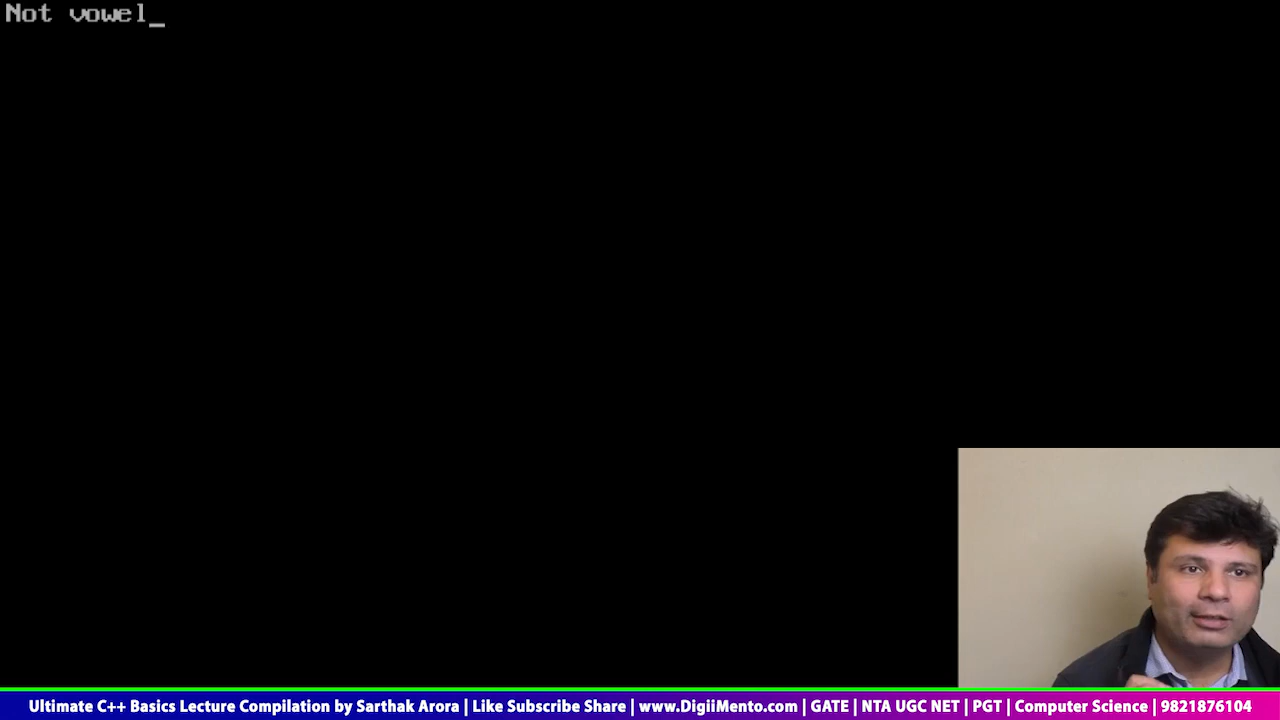 Not vowel_
Ultimate C++ Basics Lecture Compilation by Sarthak Arora | Like Subscribe Share | www.DigiiMento.com | GATE | NTA UGC NET | PGT | Computer Science | 9821876104